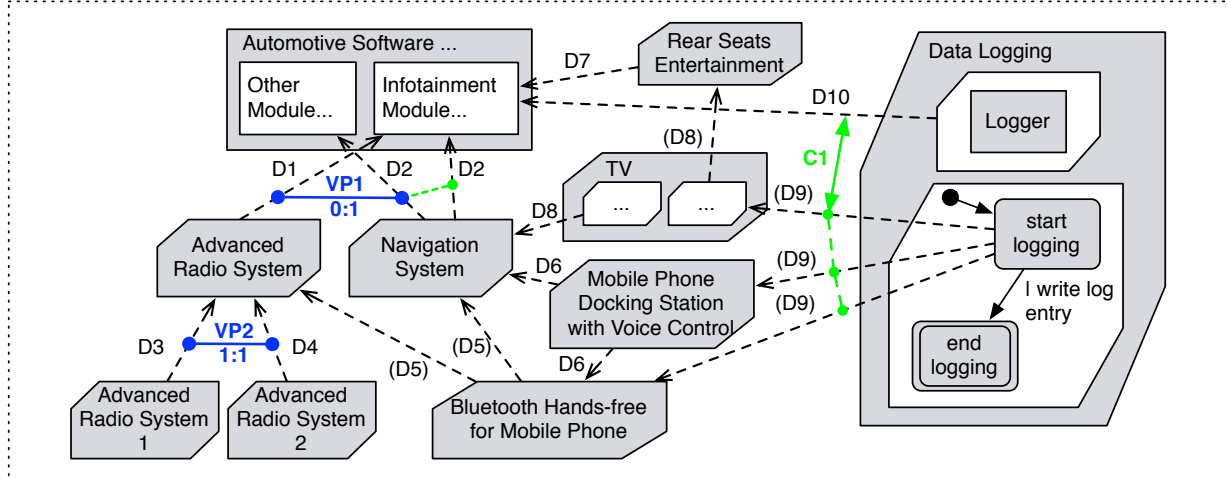 Automotive Software ...
Other
Module...
Infotainment
Module...
D7
Rear Seats
Entertainment
D10
Data Logging
Logger
D1
VP1
0:1
D2
D2
(D8)
C1
TV
...
...
D8
(D9)
start
logging
Advanced
Radio System
Navigation
System
D6
Mobile Phone
Docking Station
with Voice Control
(D9)
(D9)
I write log
entry
end
logging
D3
VP2
1:1
D4
(D5)
(D5)
D6
Advanced
Radio System
1
Advanced
Radio System
2
Bluetooth Hands-free
for Mobile Phone